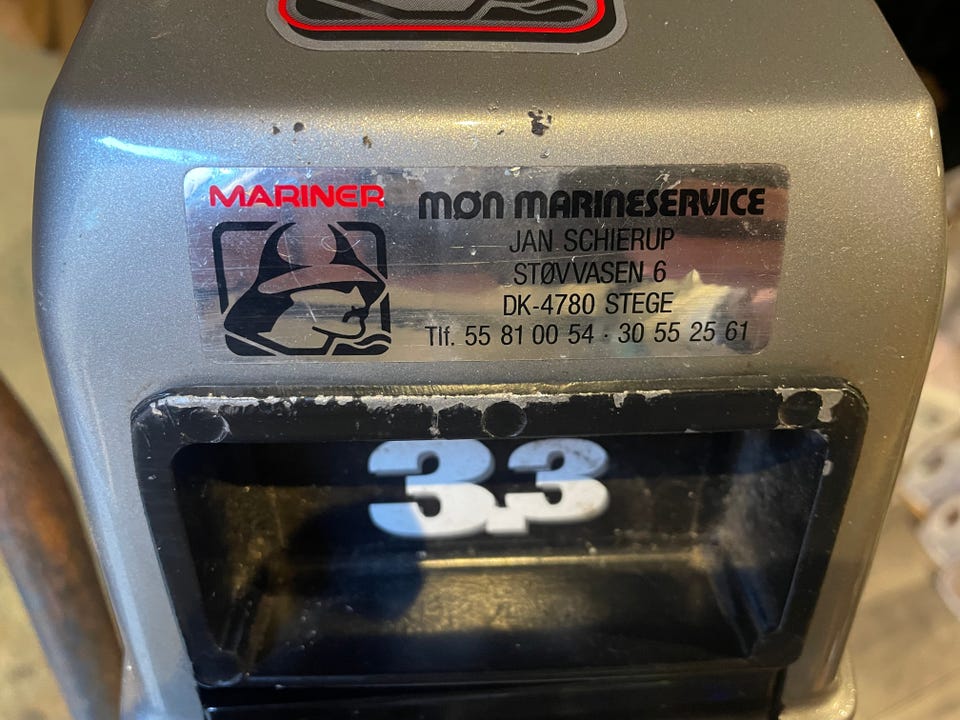 MARINER
MØN MARINESERVICE
JAN SCHIERUP
STØVVASEN 6
DK-4780 STEGE
Tlf. 55 81 00 54 · 30 55 25 61
3.3